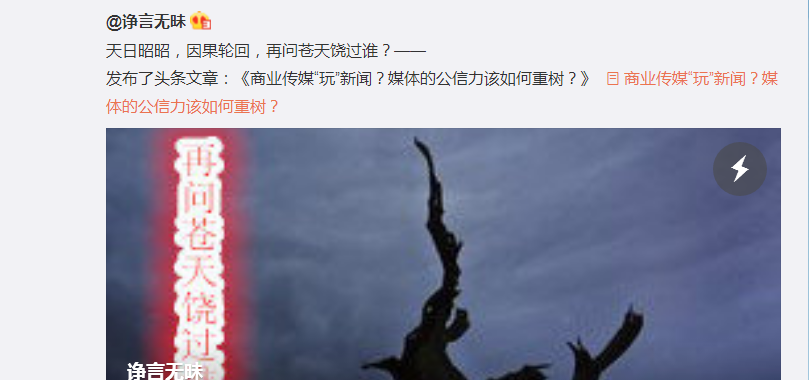 @诤言无昧
天日昭昭，因果轮回，再问苍天饶过谁？——
发布了头条文章：《商业传媒“玩”新闻？媒体的公信力该如何重树？》 商业传媒“玩”新闻？媒
体的公信力该如何重树？
再问苍天饶过
诤言无昧